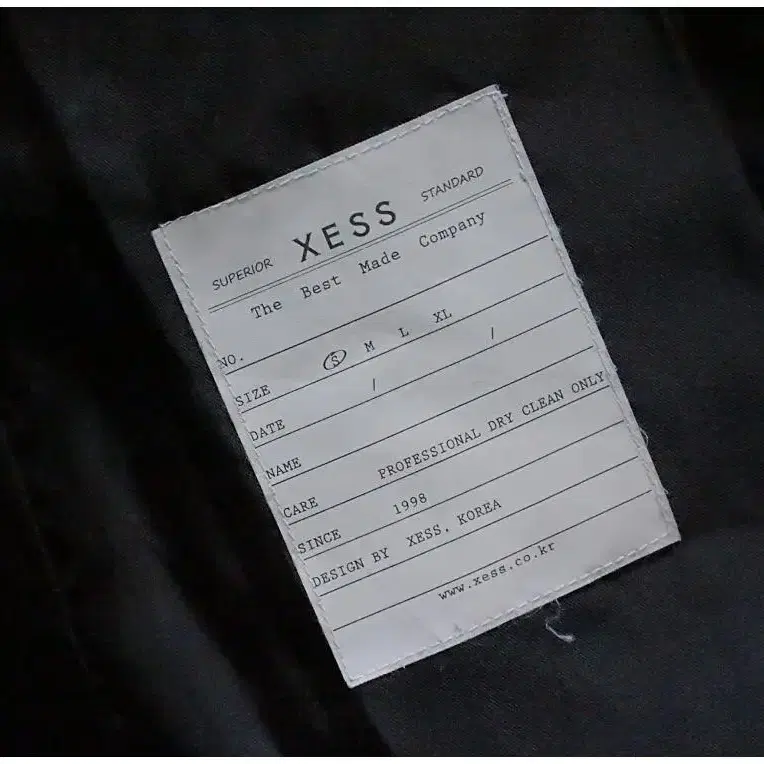 SUPERIOR XESS STANDARD
The Best Made Company
NO.
SIZE S M L XL
DATE / /
NAME
CARE PROFESSIONAL DRY CLEAN ONLY
SINCE 1998
DESIGN BY XESS. KOREA
www.xess.co.kr